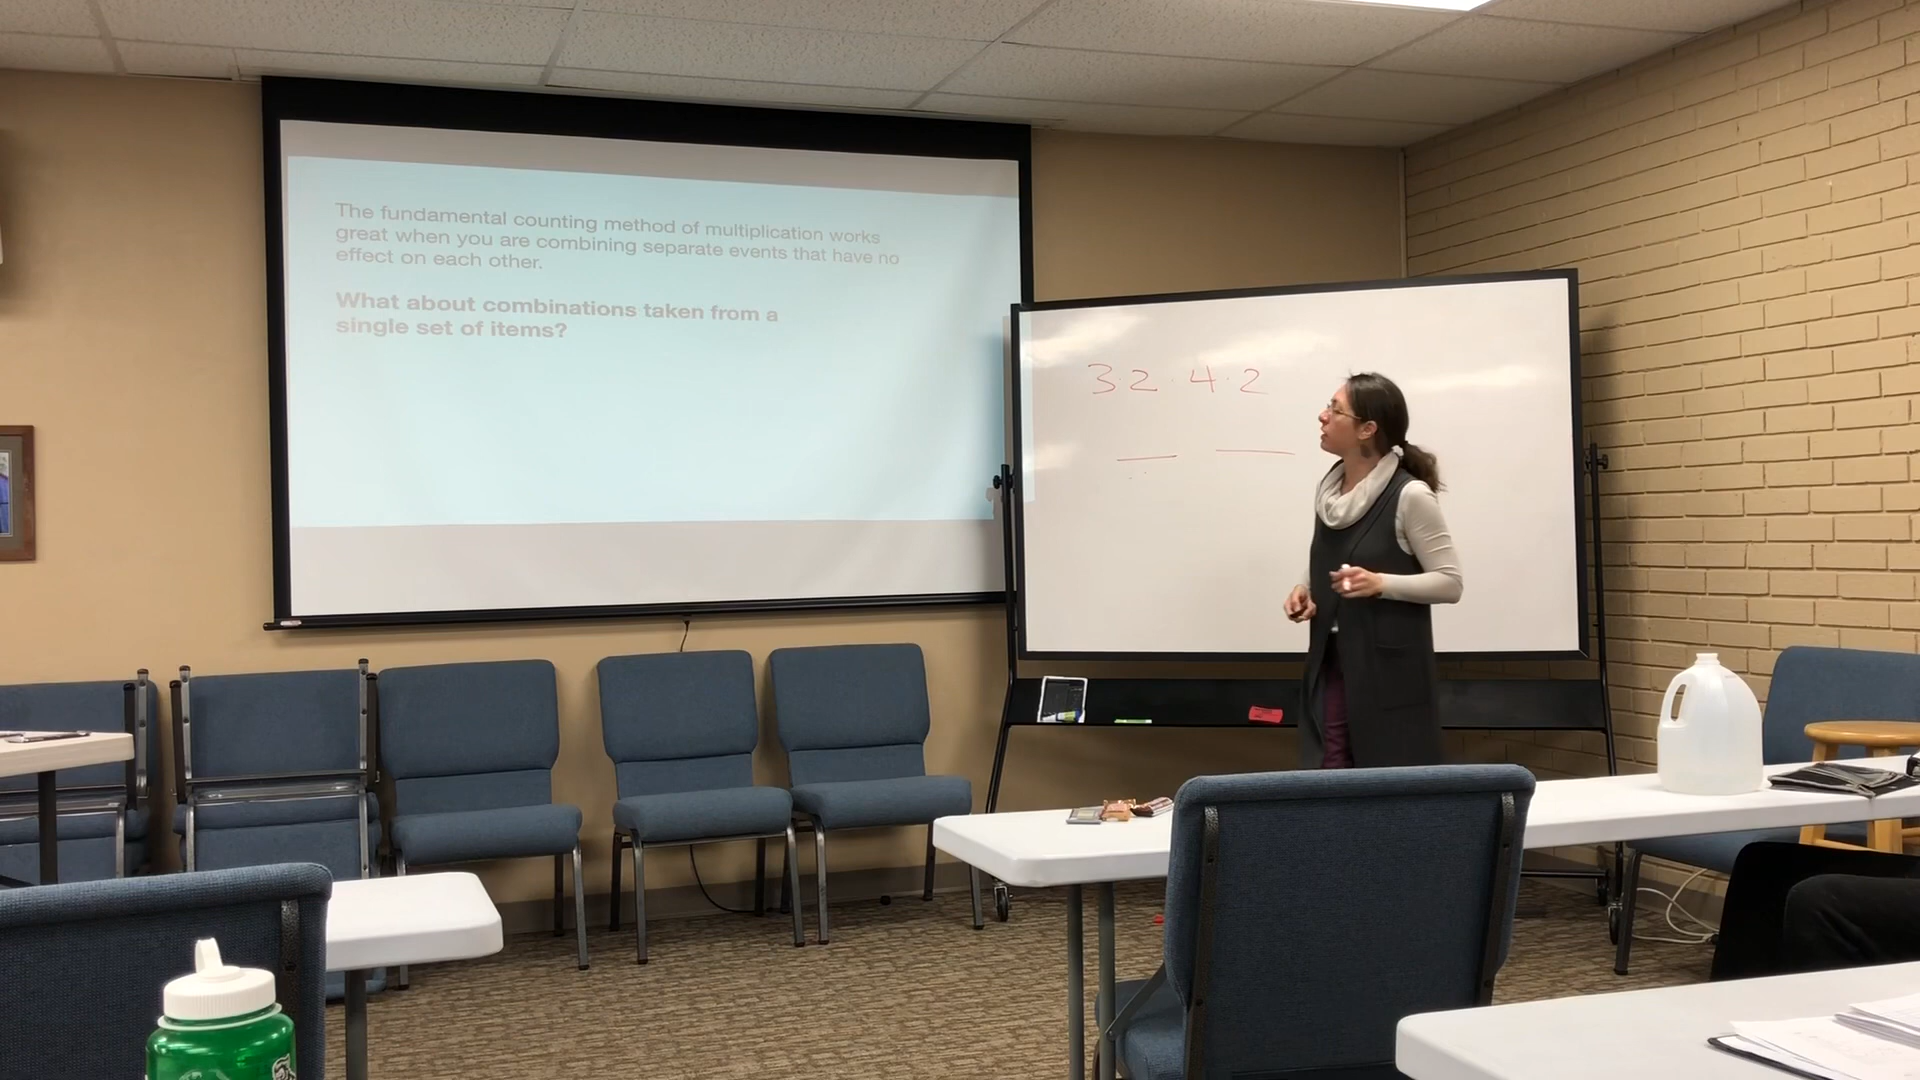 The fundamental counting method of multiplication works
great when you are combining separate events that have no
effect on each other.
What about combinations taken from a
single set of items?
3·2·4·2